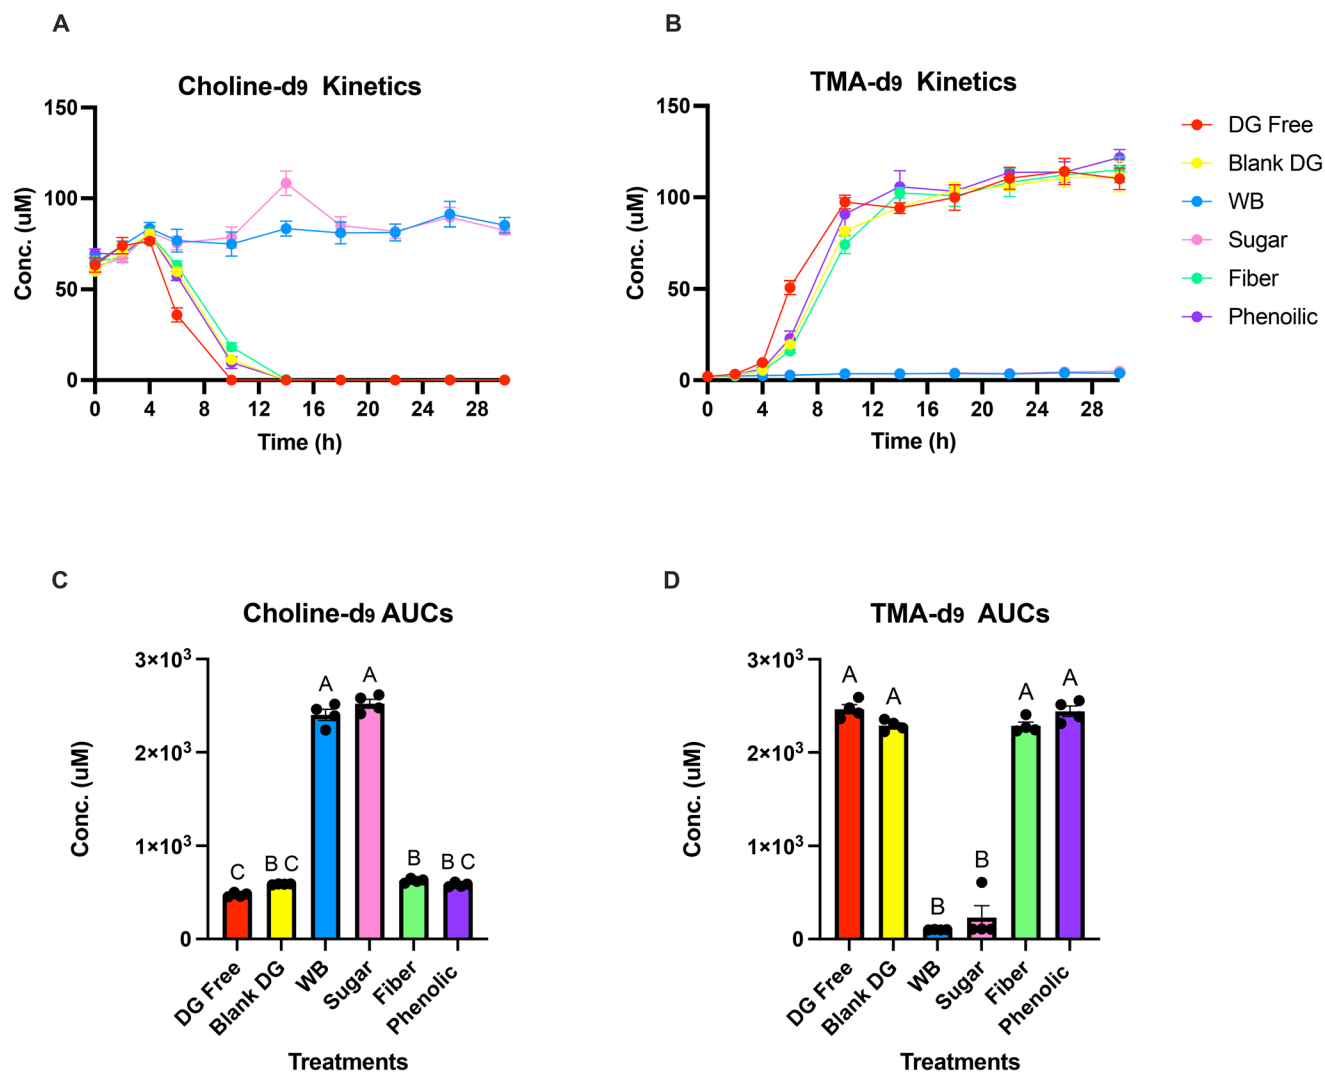 A
B
Choline-d9 Kinetics
TMA-d9 Kinetics
150
100
50
0
Conc. (uM)
0 4 8 12 16 20 24 28
Time (h)
150
100
50
0
Conc. (uM)
0 4 8 12 16 20 24 28
Time (h)
DG Free
Blank DG
WB
Sugar
Fiber
Phenoilic
C
D
Choline-d9 AUCs
TMA-d9 AUCs
3×10³
2×10³
1×10³
0
Conc. (uM)
C
B C
A
A
B
B C
DG Free
Blank DG
WB
Sugar
Fiber
Phenolic
Treatments
3×10³
2×10³
1×10³
0
Conc. (uM)
A
A
B
B
A
A
DG Free
Blank DG
WB
Sugar
Fiber
Phenolic
Treatments